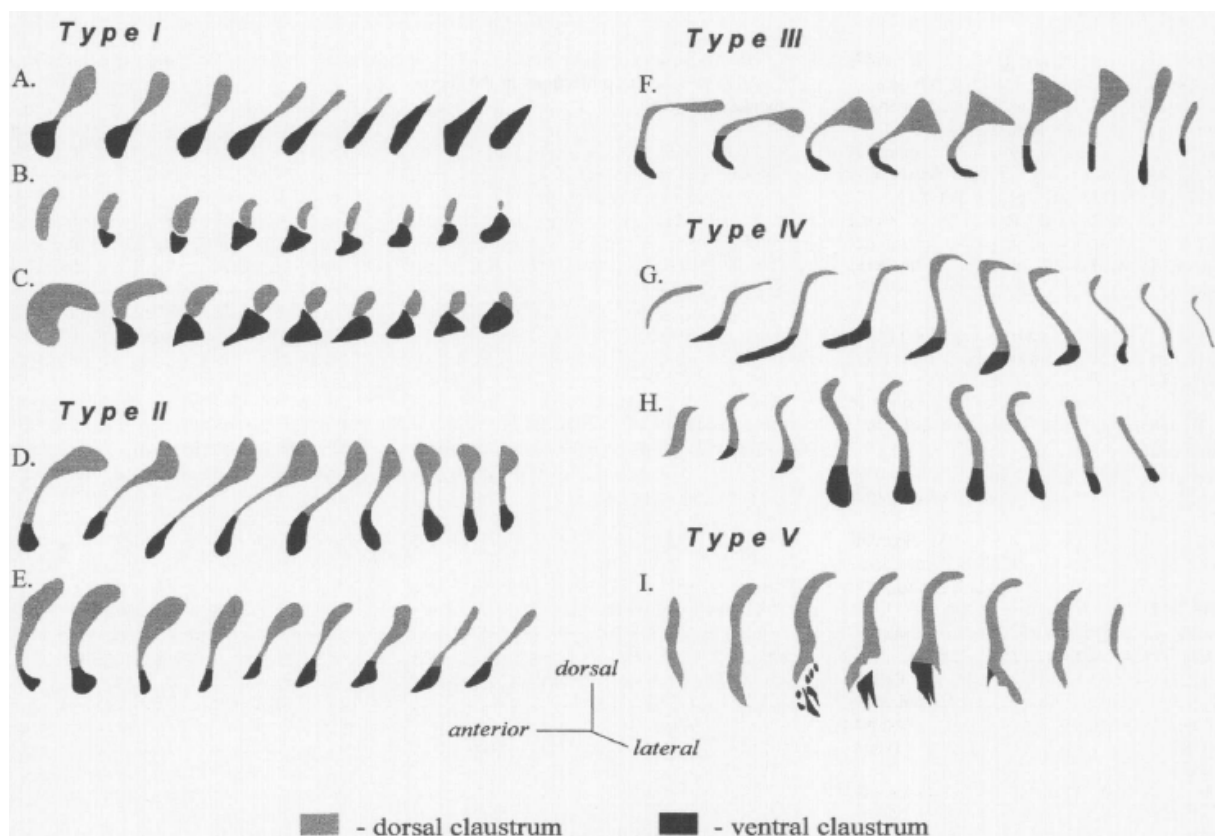 Type I
A.
B.
C.
Type II
D.
E.
Type III
F.
Type IV
G.
H.
Type V
I.
dorsal
anterior
lateral
- dorsal claustrum
- ventral claustrum